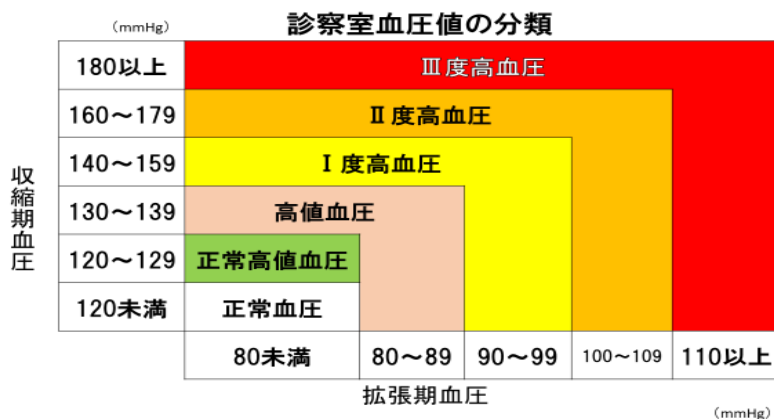 診察室血圧値の分類
(mmHg)
180以上
Ⅲ度高血圧
160～179
Ⅱ度高血圧
140～159
Ⅰ度高血圧
収縮期血圧
130～139
高値血圧
120～129
正常高値血圧
120未満
正常血圧
80未満
80～89
90～99
100～109
110以上
拡張期血圧
(mmHg)